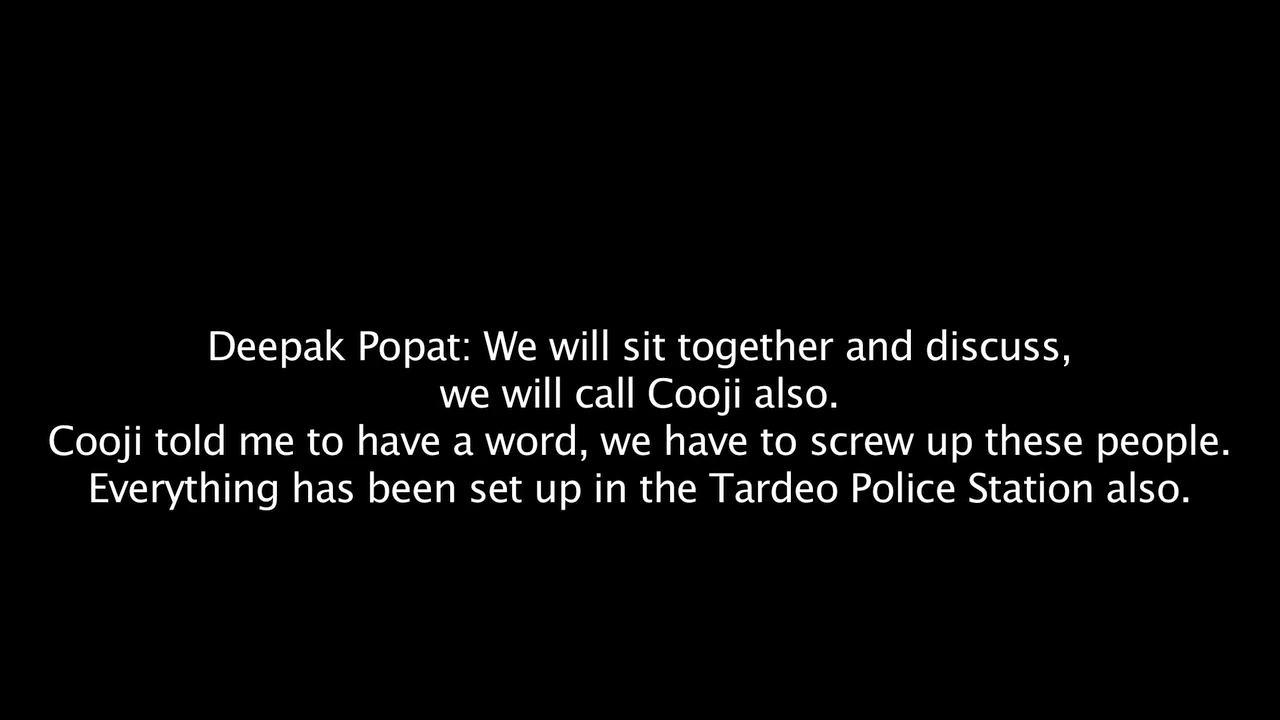 Deepak Popat: We will sit together and discuss,
we will call Cooji also.
Cooji told me to have a word, we have to screw up these people.
Everything has been set up in the Tardeo Police Station also.